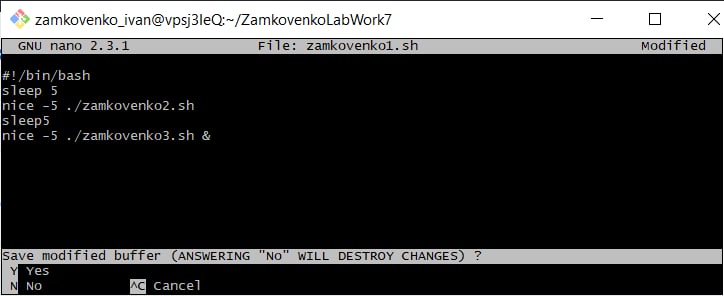 zamkovenko_ivan@vpsj3IeQ:~/ZamkovenkoLabWork7
GNU nano 2.3.1 File: zamkovenko1.sh Modified
#!/bin/bash
sleep 5
nice -5 ./zamkovenko2.sh
sleep5
nice -5 ./zamkovenko3.sh &
Save modified buffer (ANSWERING "No" WILL DESTROY CHANGES) ?
Y Yes
N No ^C Cancel